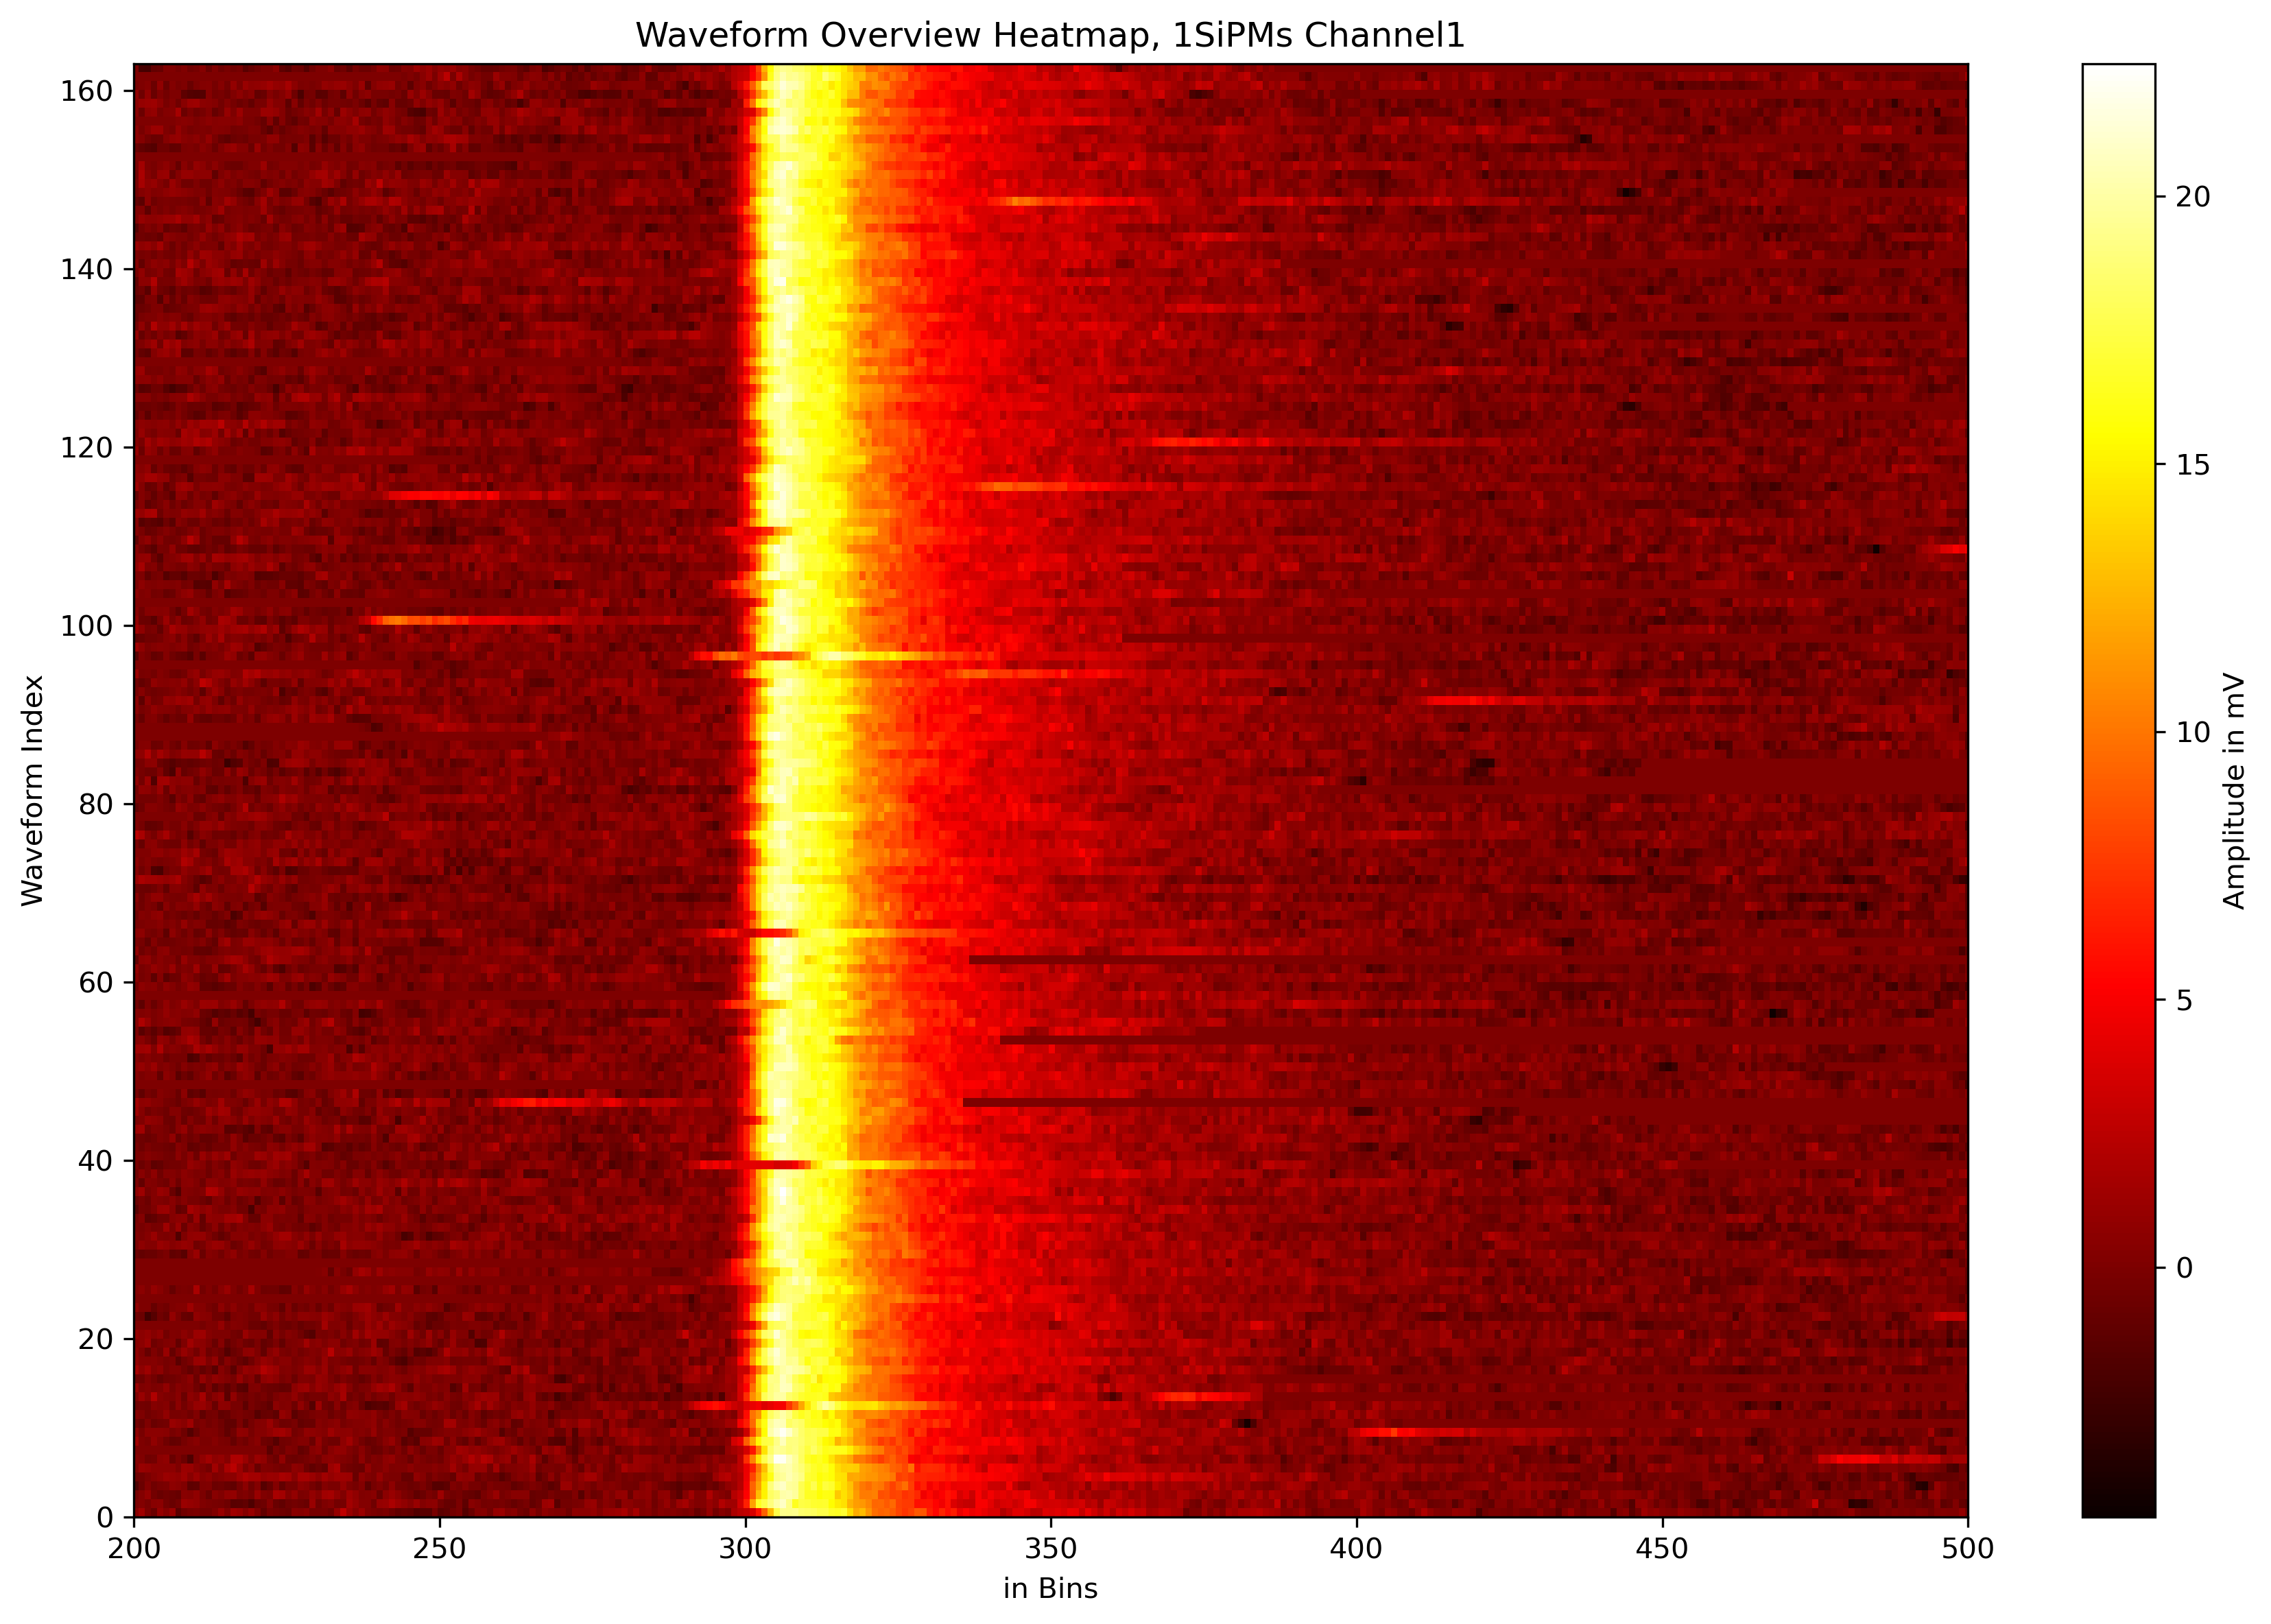 Waveform Overview Heatmap, 1SiPMs Channel1
Waveform Index
160
140
120
100
80
60
40
20
0
200 250 300 350 400 450 500
in Bins
20
15
10
5
0
Amplitude in mV